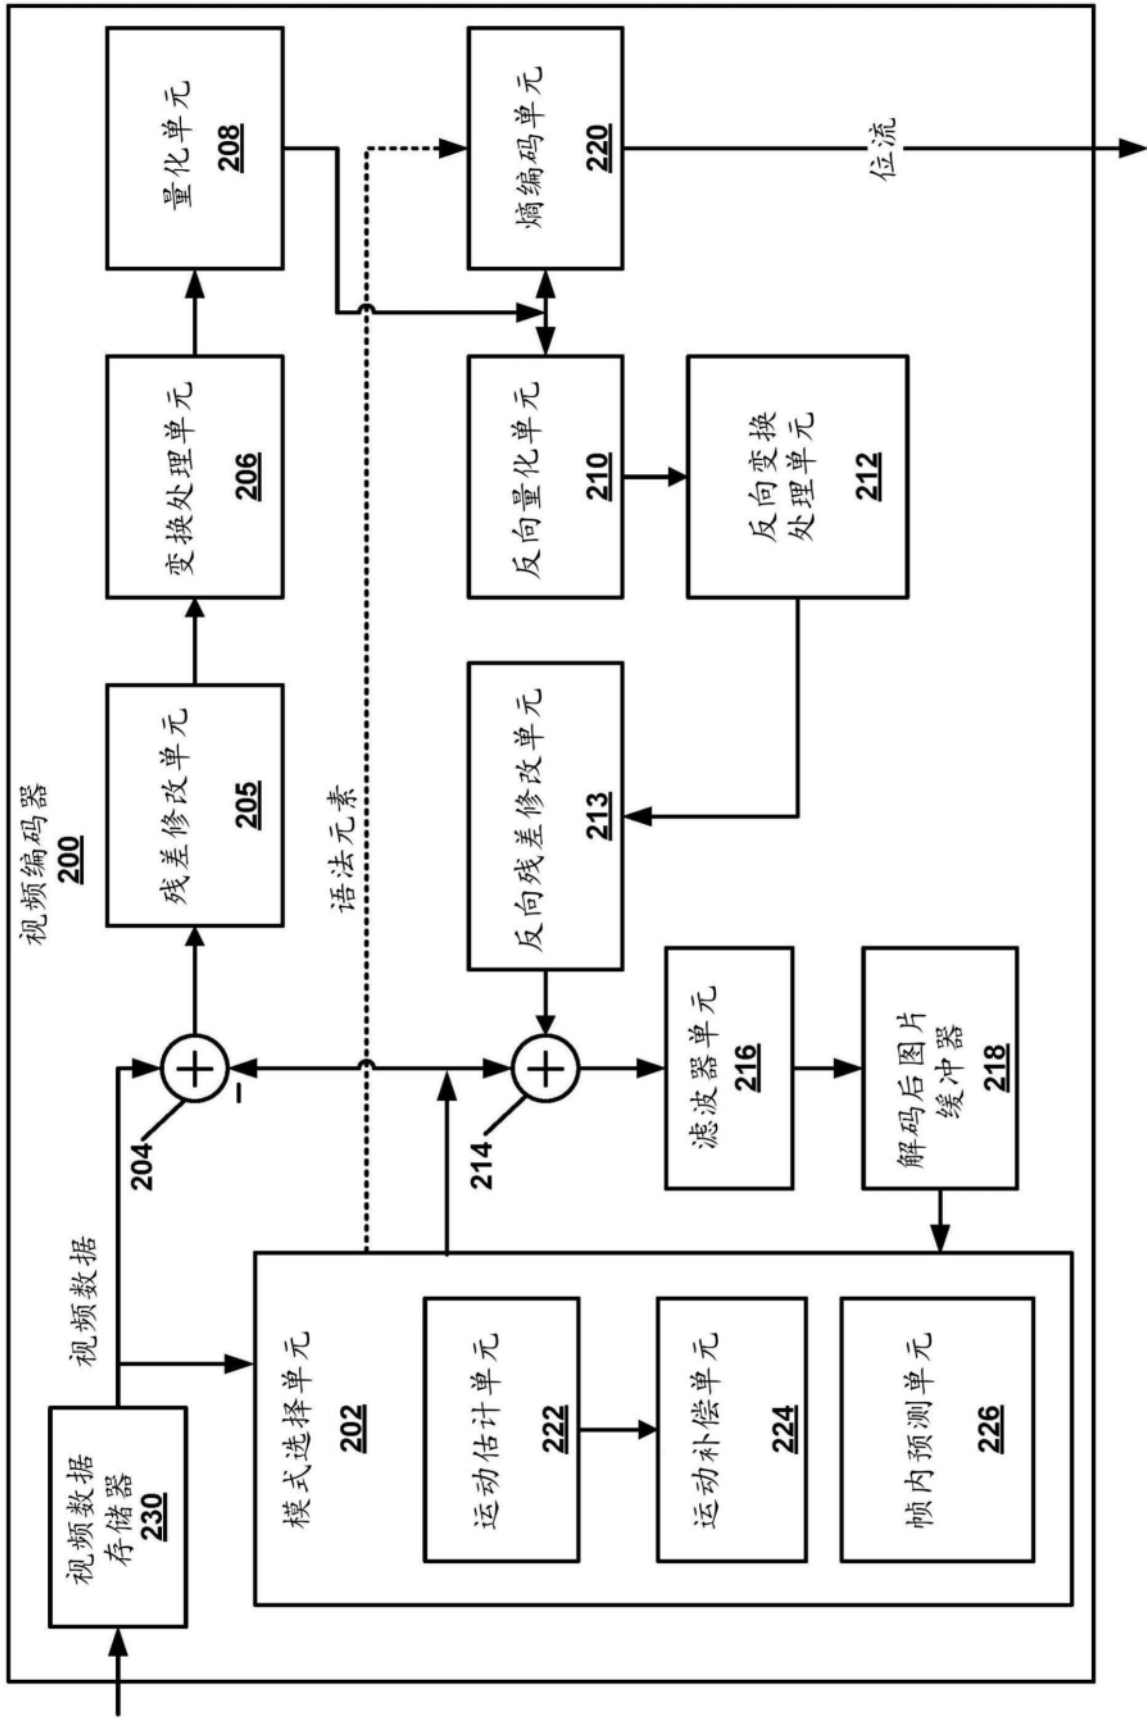 视频编码器
200
视频数据
存储器
230
视频数据
204
残差修改单元
205
变换处理单元
206
量化单元
208
语法元素
模式选择单元
202
运动估计单元
222
运动补偿单元
224
帧内预测单元
226
214
反向残差修改单元
213
反向量化单元
210
熵编码单元
220
滤波器单元
216
反向变换
处理单元
212
解码后图片
缓冲器
218
位流